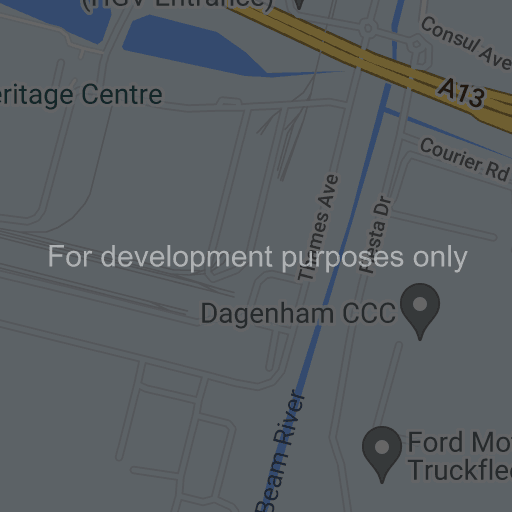 (HGV Entrance)
Consul Ave
A13
eritage Centre
Courier Rd
Thames Ave
Fiesta Dr
For development purposes only
Dagenham CCC
Beam River
Ford Mo
Truckflee